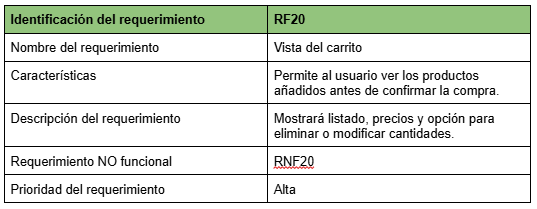 Identificación del requerimiento RF20
Nombre del requerimiento Vista del carrito
Características Permite al usuario ver los productos
añadidos antes de confirmar la compra.
Descripción del requerimiento Mostrará listado, precios y opción para
eliminar o modificar cantidades.
Requerimiento NO funcional RNF20
Prioridad del requerimiento Alta